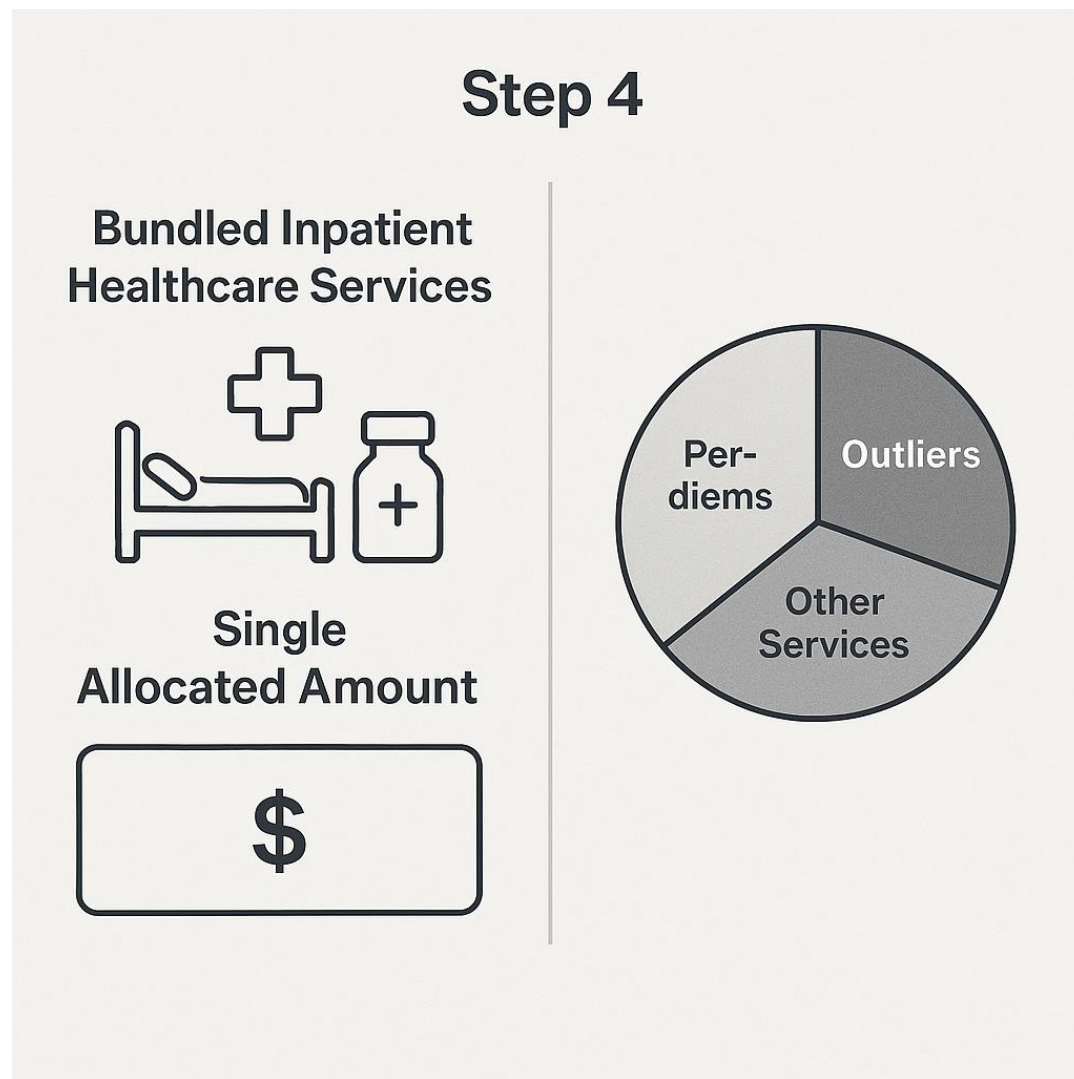 Step 4
Bundled Inpatient
Healthcare Services
Single
Allocated Amount
$
Per-
diems
Outliers
Other
Services